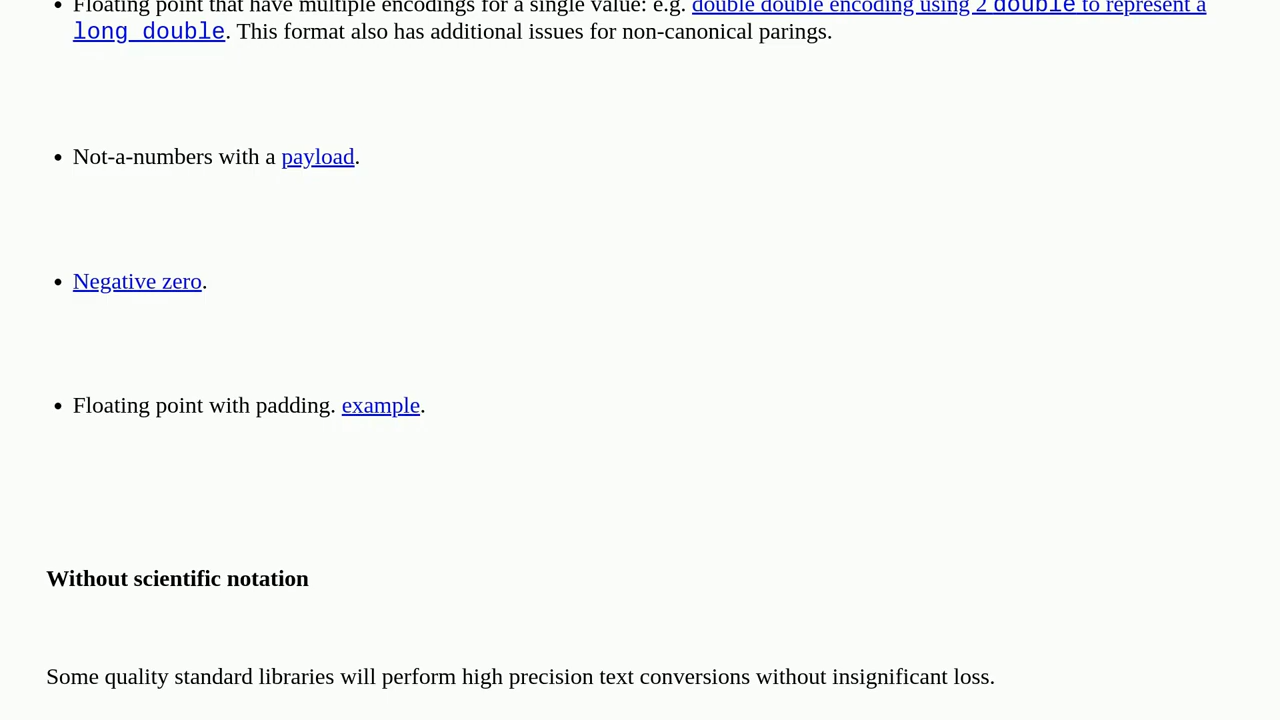 • Floating point that have multiple encodings for a single value: e.g. double double encoding using 2 double to represent a
long double. This format also has additional issues for non-canonical parings.
• Not-a-numbers with a payload.
• Negative zero.
• Floating point with padding. example.
Without scientific notation
Some quality standard libraries will perform high precision text conversions without insignificant loss.